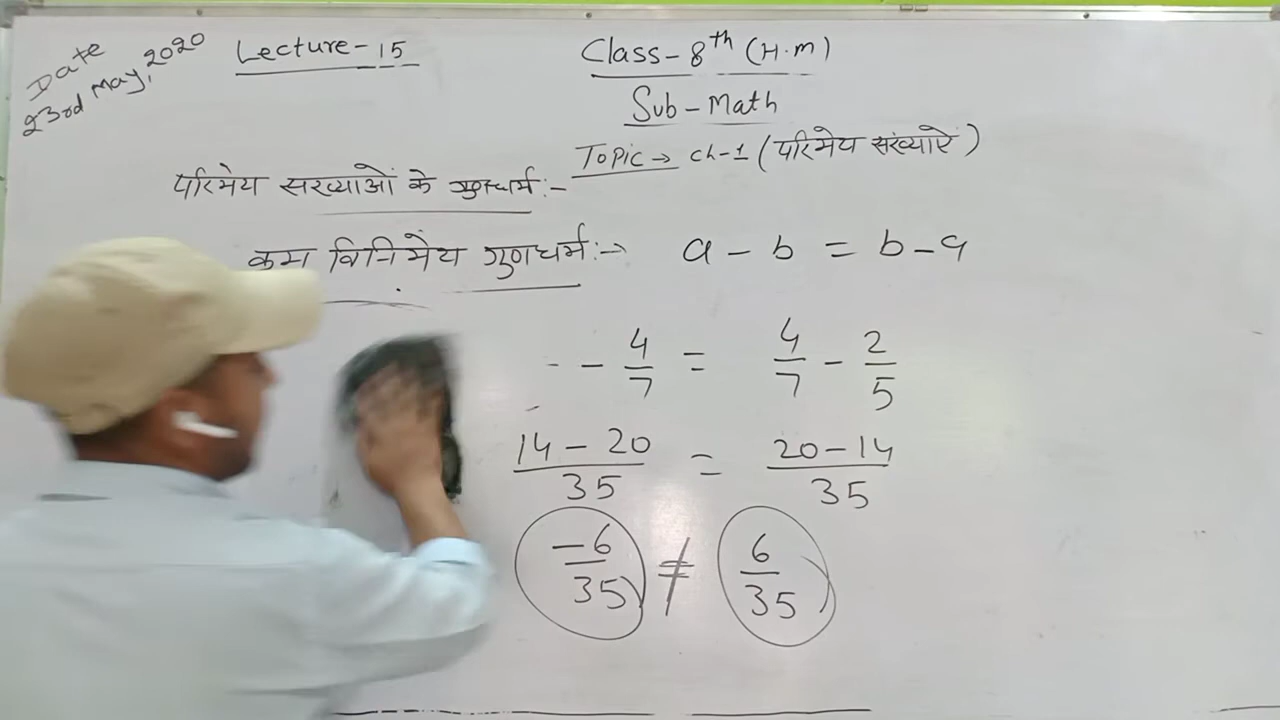 Date
23rd May, 2020
Lecture-15
Class-8th (H.m)
Sub-Math
Topic → ch-1 (परिमेय संख्याऐं)
परिमेय सख्याओं के गुणधर्म:-
क्रम विनिमेय गुणधर्म:→ a - b = b - a
- 4/7 = 4/7 - 2/5
14-20/35 = 20-14/35
-6/35 ≠ 6/35